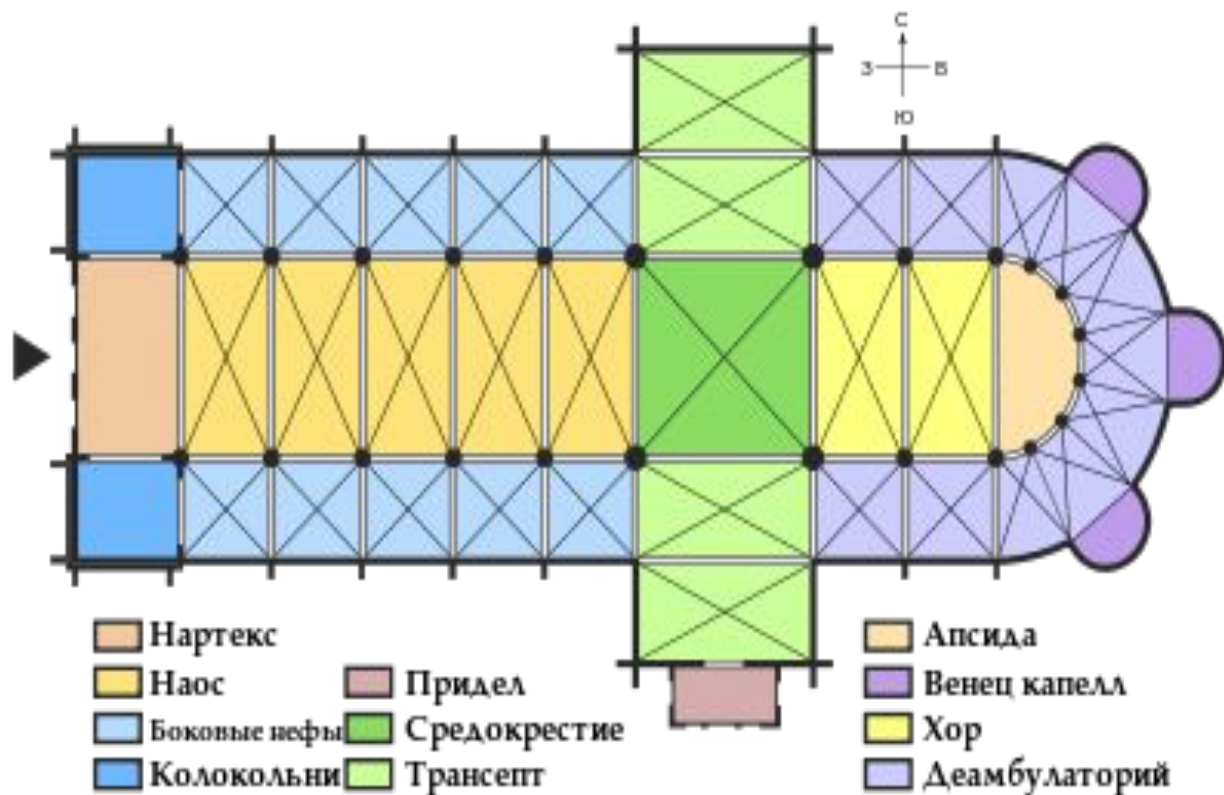 С
З В
Ю
Нартекс
Наос
Боковые нефы
Колокольни
Придел
Средокрестие
Трансепт
Апсида
Венец капелл
Хор
Деамбулаторий